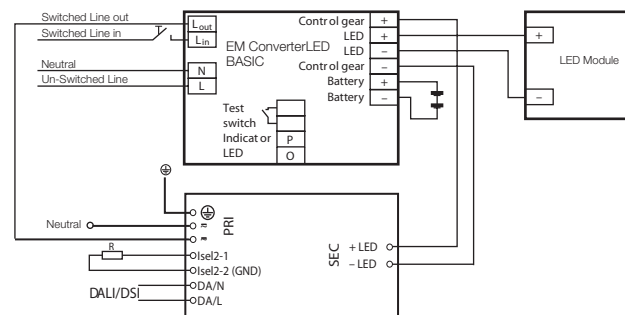 Switched Line out
Switched Line in
Neutral
Un-Switched Line
Lout
Lin
N
L
EM ConverterLED
BASIC
Test
switch
Indicator
LED
P
O
Control gear +
LED +
LED –
Control gear –
Battery +
Battery –
+
LED Module
–
Neutral
R
DALI/DSI
≈
≈
PRI
Isel2-1
Isel2-2 (GND)
DA/N
DA/L
SEC
+ LED
– LED